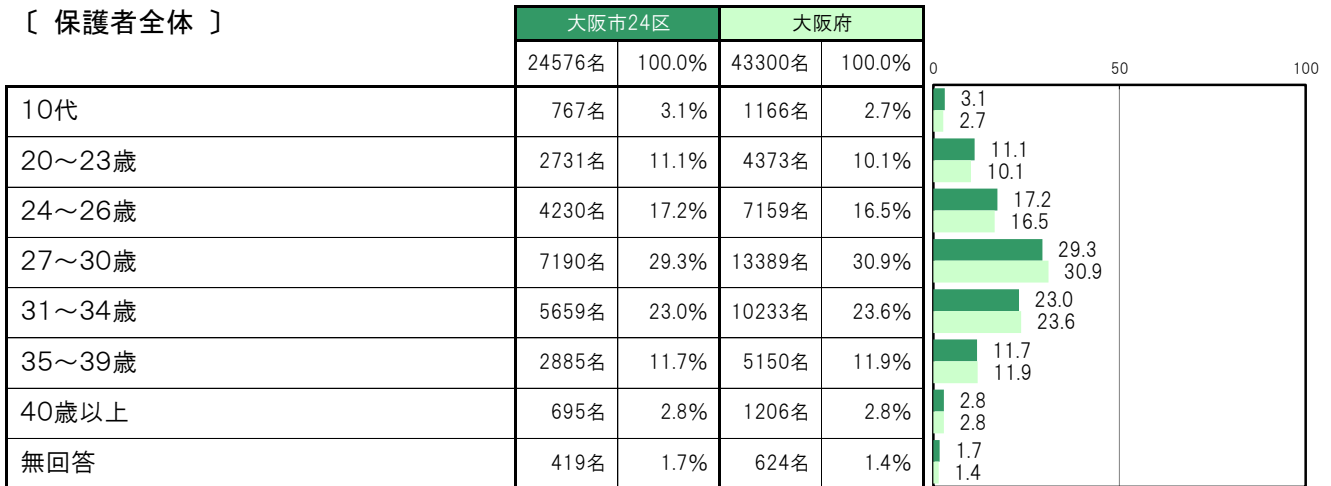 〔 保護者全体 〕
大阪市24区 大阪府
24576名 100.0% 43300名 100.0%
0 50 100
10代 767名 3.1% 1166名 2.7% 3.1
2.7
20～23歳 2731名 11.1% 4373名 10.1% 11.1
10.1
24～26歳 4230名 17.2% 7159名 16.5% 17.2
16.5
27～30歳 7190名 29.3% 13389名 30.9% 29.3
30.9
31～34歳 5659名 23.0% 10233名 23.6% 23.0
23.6
35～39歳 2885名 11.7% 5150名 11.9% 11.7
11.9
40歳以上 695名 2.8% 1206名 2.8% 2.8
2.8
無回答 419名 1.7% 624名 1.4% 1.7
1.4